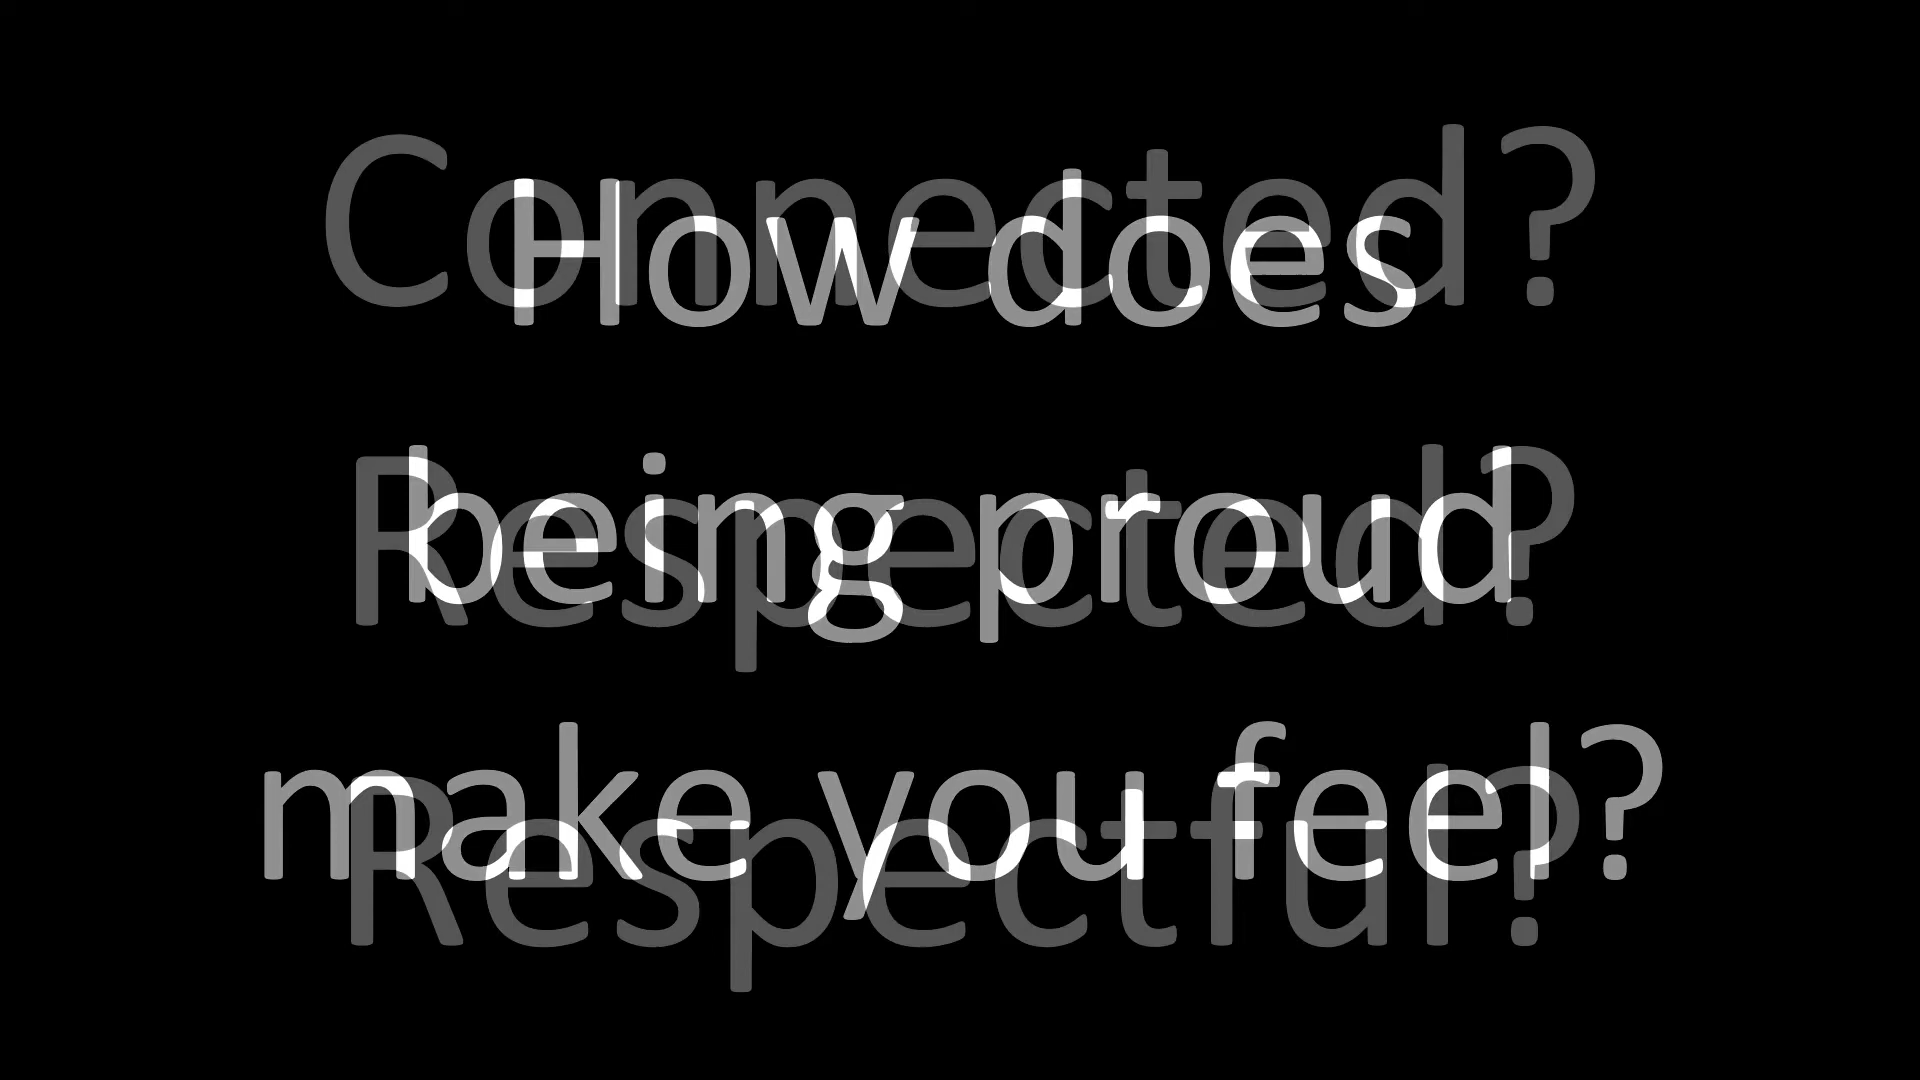 Connected?
How does
Respected?
being proud
make you feel?
Respectful?